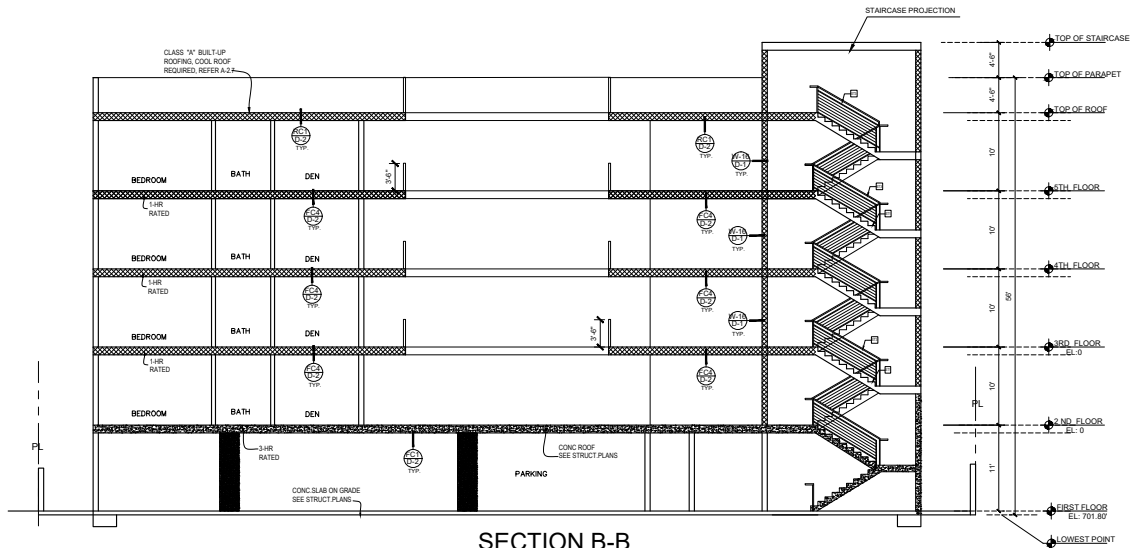 STAIRCASE PROJECTION
TOP OF STAIRCASE
4'-6"
CLASS "A" BUILT-UP
ROOFING, COOL ROOF
REQUIRED, REFER A-2.7
TOP OF PARAPET
4'-6"
TOP OF ROOF
RC1
D-2
TYP.
RC1
D-2
TYP.
W-16
D-1
TYP.
10'
BEDROOM
BATH
DEN
3'-6"
5TH FLOOR
1-HR
RATED
FC4
D-2
TYP.
FC4
D-2
TYP.
W-16
D-1
TYP.
10'
BEDROOM
BATH
DEN
4TH FLOOR
1-HR
RATED
FC4
D-2
TYP.
FC4
D-2
TYP.
56'
10'
W-16
D-1
TYP.
BEDROOM
BATH
DEN
3'-6"
3RD FLOOR
EL:0
1-HR
RATED
FC4
D-2
TYP.
FC4
D-2
TYP.
10'
BEDROOM
BATH
DEN
PL
PL
2 ND FLOOR
EL: 0
3-HR
RATED
FC1
D-2
TYP.
CONC ROOF
SEE STRUCT.PLANS
PARKING
11'
CONC.SLAB ON GRADE
SEE STRUCT.PLANS
FIRST FLOOR
EL: 701.80'
SECTION B-B
LOWEST POINT